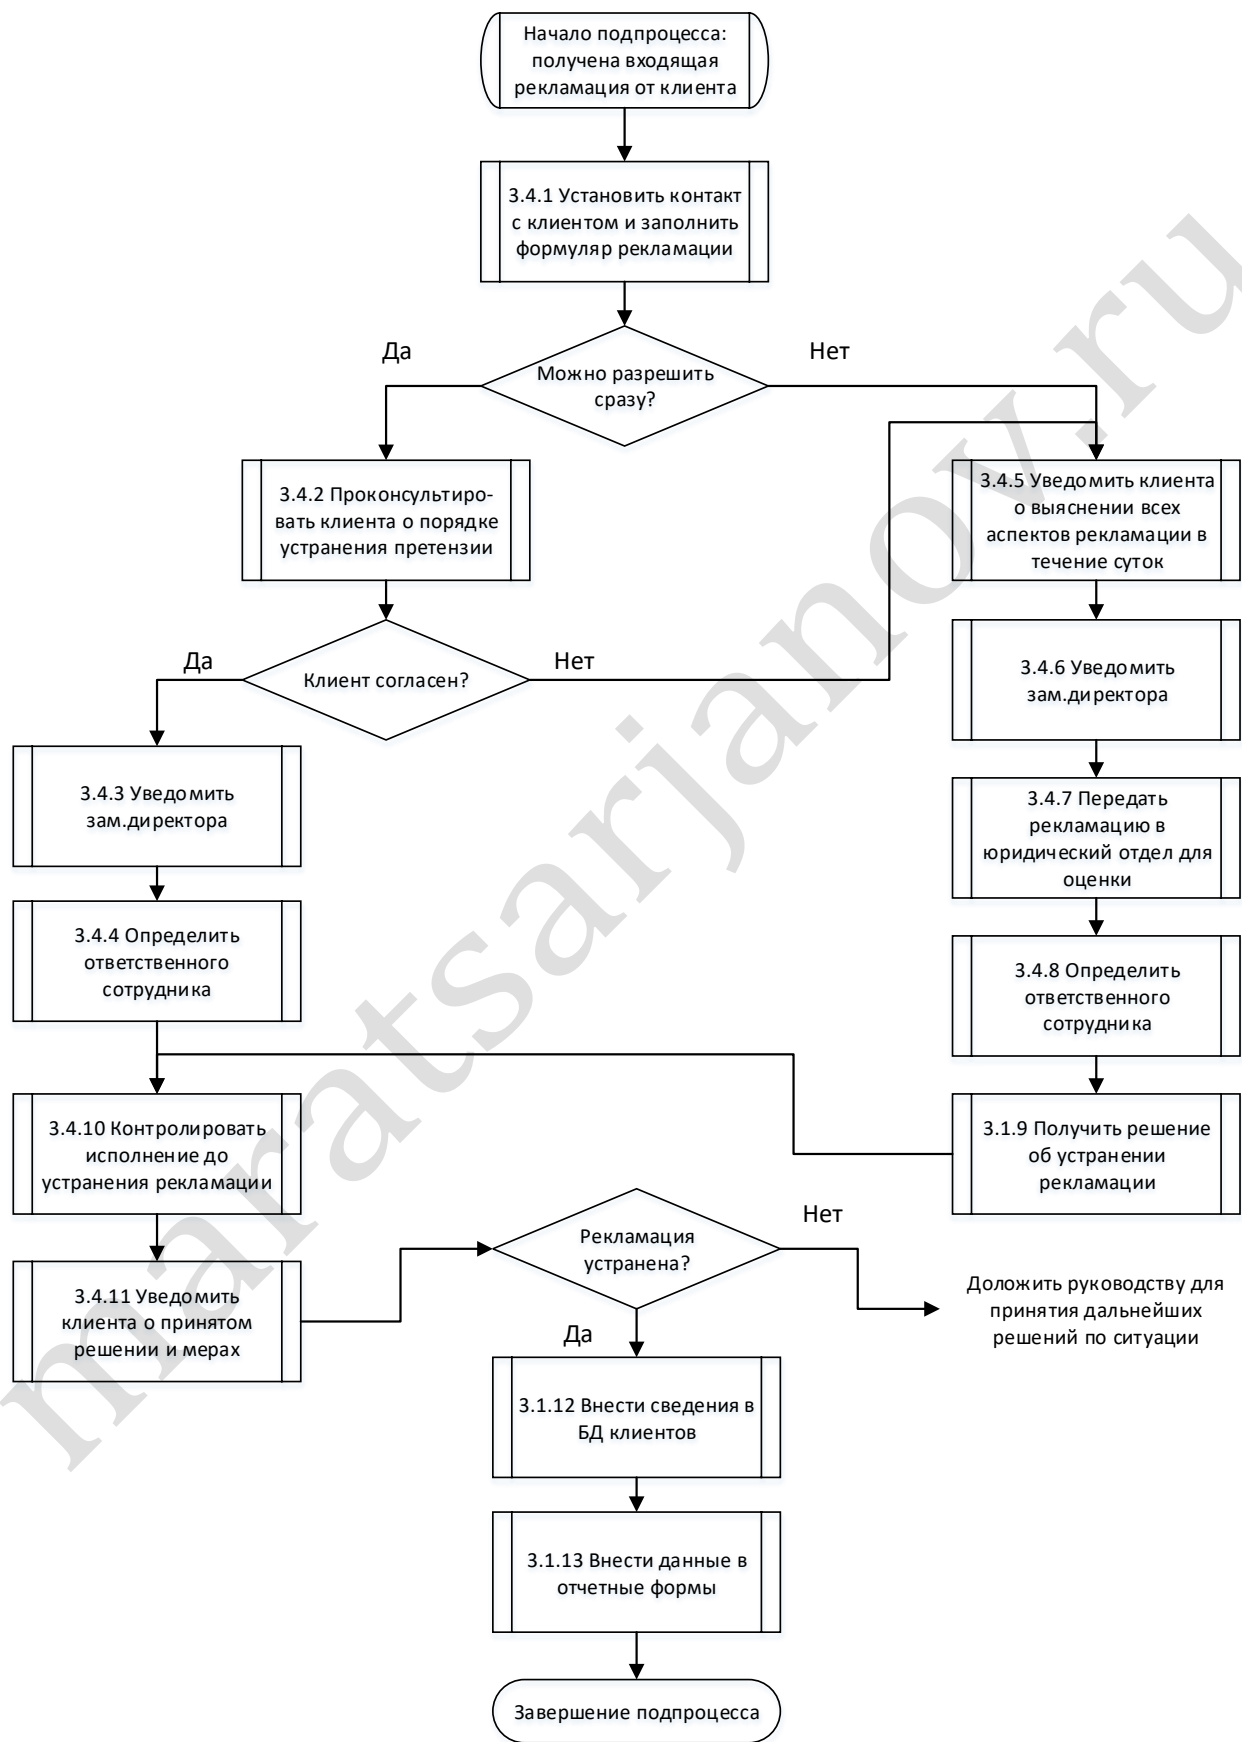 Начало подпроцесса:
получена входящая
рекламация от клиента
3.4.1 Установить контакт
с клиентом и заполнить
формуляр рекламации
Можно разрешить
сразу?
Да
Нет
3.4.2 Проконсультиро-
вать клиента о порядке
устранения претензии
3.4.5 Уведомить клиента
о выяснении всех
аспектов рекламации в
течение суток
Клиент согласен?
Да
Нет
3.4.6 Уведомить
зам.директора
3.4.3 Уведомить
зам.директора
3.4.7 Передать
рекламацию в
юридический отдел для
оценки
3.4.4 Определить
ответственного
сотрудника
3.4.8 Определить
ответственного
сотрудника
3.4.10 Контролировать
исполнение до
устранения рекламации
3.1.9 Получить решение
об устранении
рекламации
3.4.11 Уведомить
клиента о принятом
решении и мерах
Рекламация
устранена?
Нет
Доложить руководству для
принятия дальнейших
решений по ситуации
Да
3.1.12 Внести сведения в
БД клиентов
3.1.13 Внести данные в
отчетные формы
Завершение подпроцесса
maratsarjanov.ru